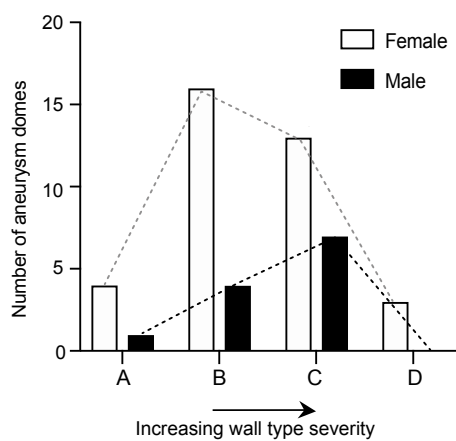 20
15
10
5
0
Number of aneurysm domes
Female
Male
A B C D
Increasing wall type severity